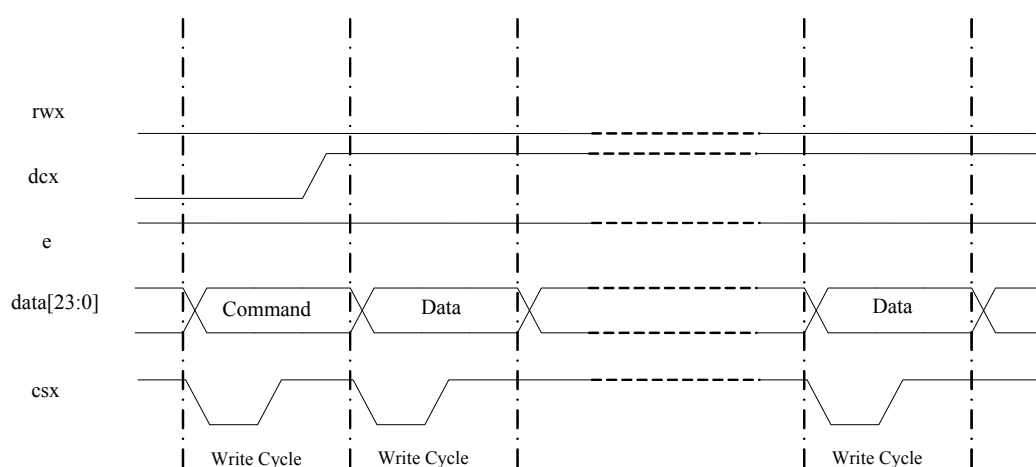 rwx
dcx
e
data[23:0]
Command
Data
Data
csx
Write Cycle
Write Cycle
Write Cycle